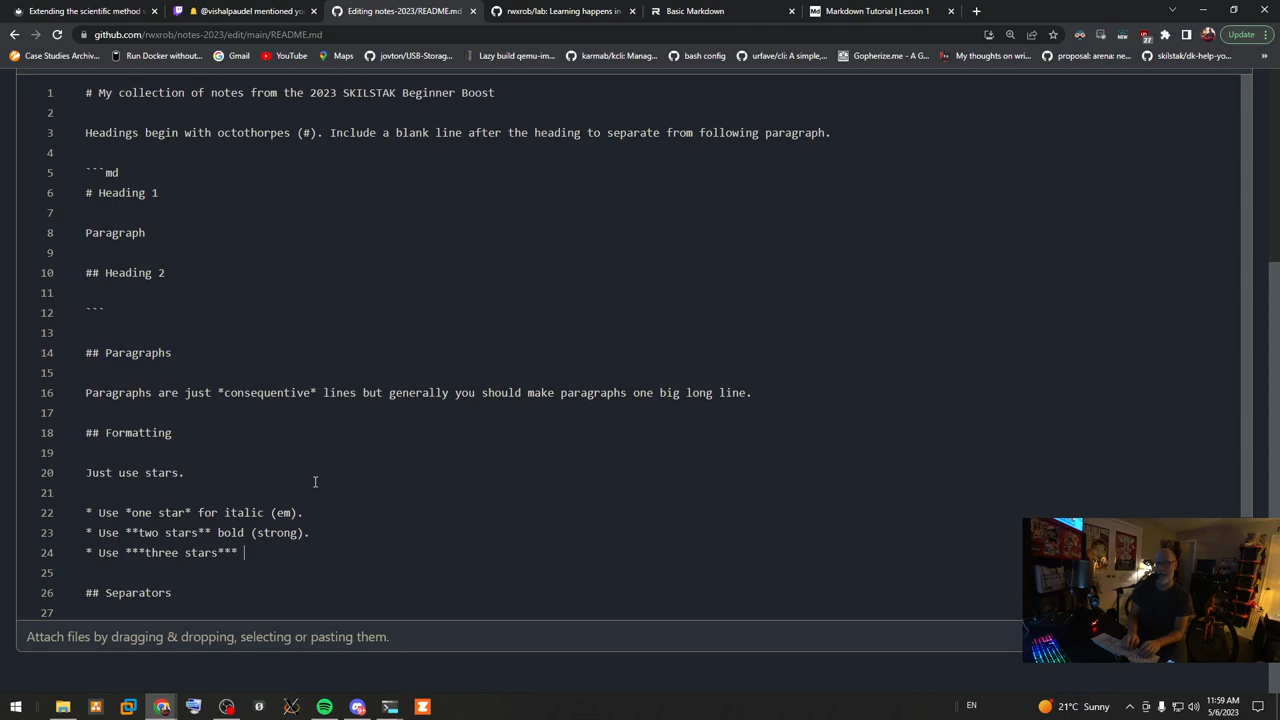 Extending the scientific method
@vishalpaudel mentioned yo
Editing notes-2023/README.md
rwxrob/lab: Learning happens in
Basic Markdown
Markdown Tutorial | Lesson 1
github.com/rwxrob/notes-2023/edit/main/README.md
Update
Case Studies Archiv...
Run Docker without...
Gmail
YouTube
Maps
jovton/USB-Storag...
Lazy build qemu-im...
karmab/kcli: Manag...
bash config
urfave/cli: A simple,...
Gopherize.me - A G...
My thoughts on wri...
proposal: arena: ne...
skilstak/dk-help-yo...
1 # My collection of notes from the 2023 SKILSTAK Beginner Boost
2
3 Headings begin with octothorpes (#). Include a blank line after the heading to separate from following paragraph.
4
5 ```md
6 # Heading 1
7
8 Paragraph
9
10 ## Heading 2
11
12 ```
13
14 ## Paragraphs
15
16 Paragraphs are just *consequentive* lines but generally you should make paragraphs one big long line.
17
18 ## Formatting
19
20 Just use stars.
21
22 * Use *one star* for italic (em).
23 * Use **two stars** bold (strong).
24 * Use ***three stars***
25
26 ## Separators
27
Attach files by dragging & dropping, selecting or pasting them.
21°C Sunny
EN
11:59 AM
5/6/2023